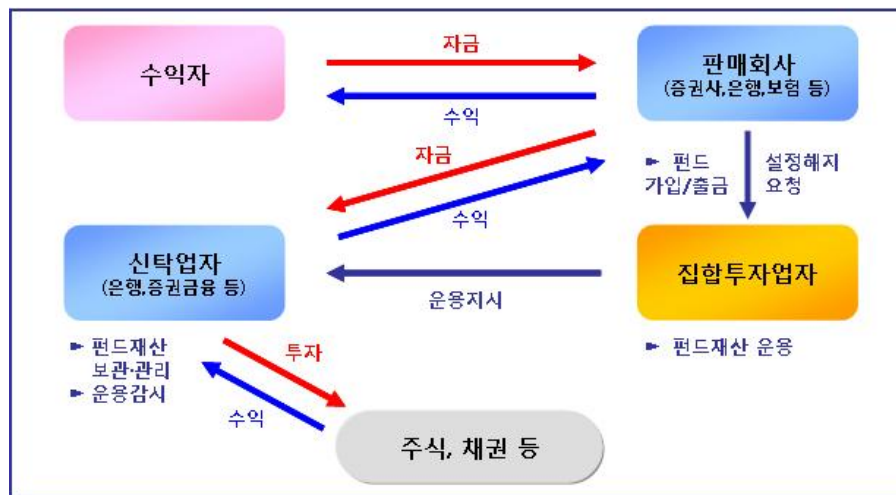 자금
수익자
판매회사
(증권사,은행,보험 등)
수익
자금
► 펀드
가입/출금
설정해지
요청
수익
신탁업자
(은행,증권금융 등)
집합투자업자
운용지시
► 펀드재산
보관·관리
► 운용감시
투자
► 펀드재산 운용
수익
주식, 채권 등